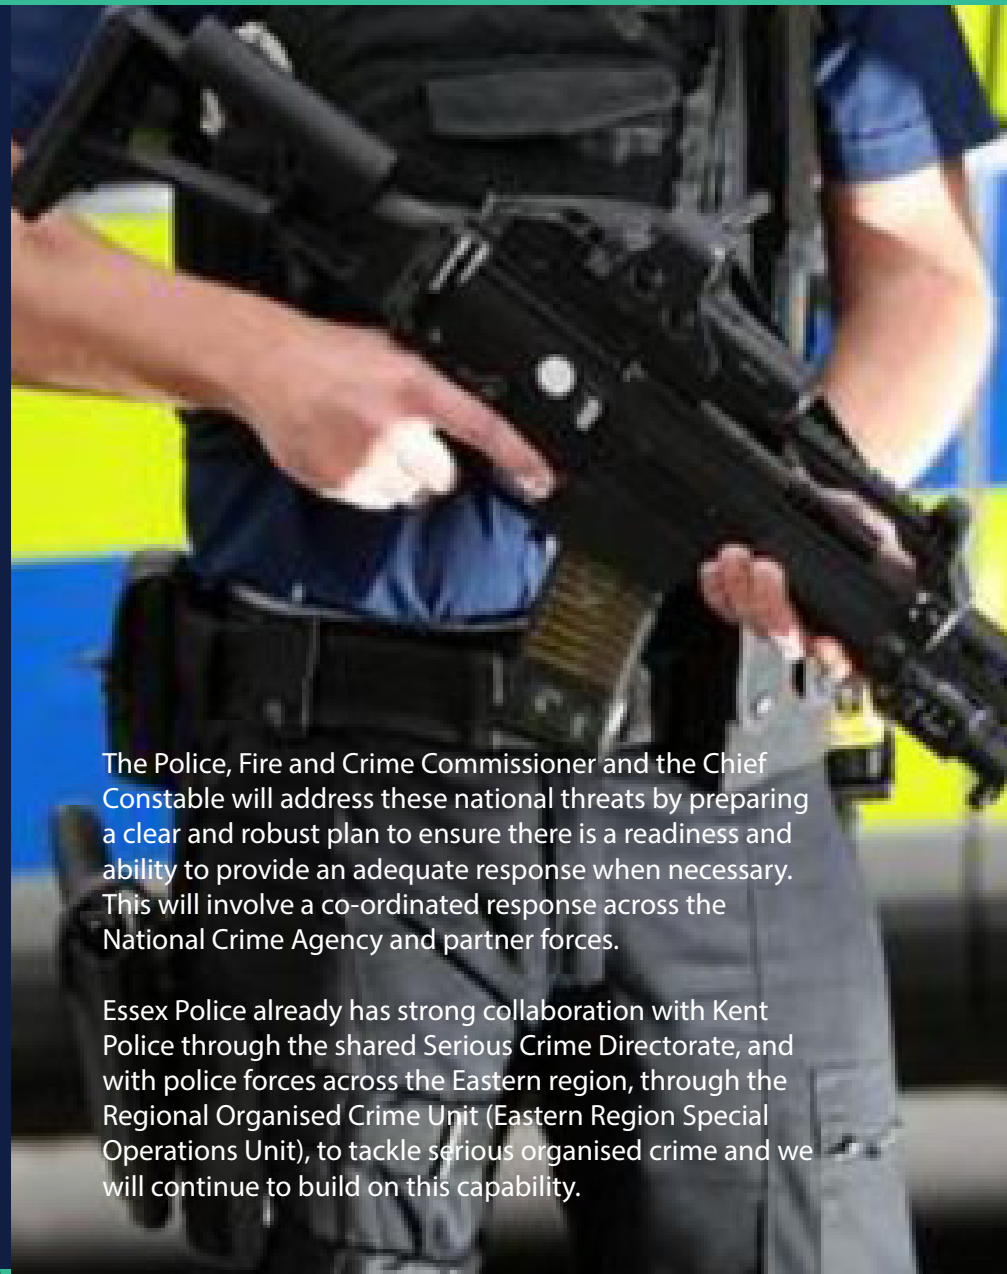 The Police, Fire and Crime Commissioner and the Chief
Constable will address these national threats by preparing
a clear and robust plan to ensure there is a readiness and
ability to provide an adequate response when necessary.
This will involve a co-ordinated response across the
National Crime Agency and partner forces.
Essex Police already has strong collaboration with Kent
Police through the shared Serious Crime Directorate, and
with police forces across the Eastern region, through the
Regional Organised Crime Unit (Eastern Region Special
Operations Unit), to tackle serious organised crime and we
will continue to build on this capability.